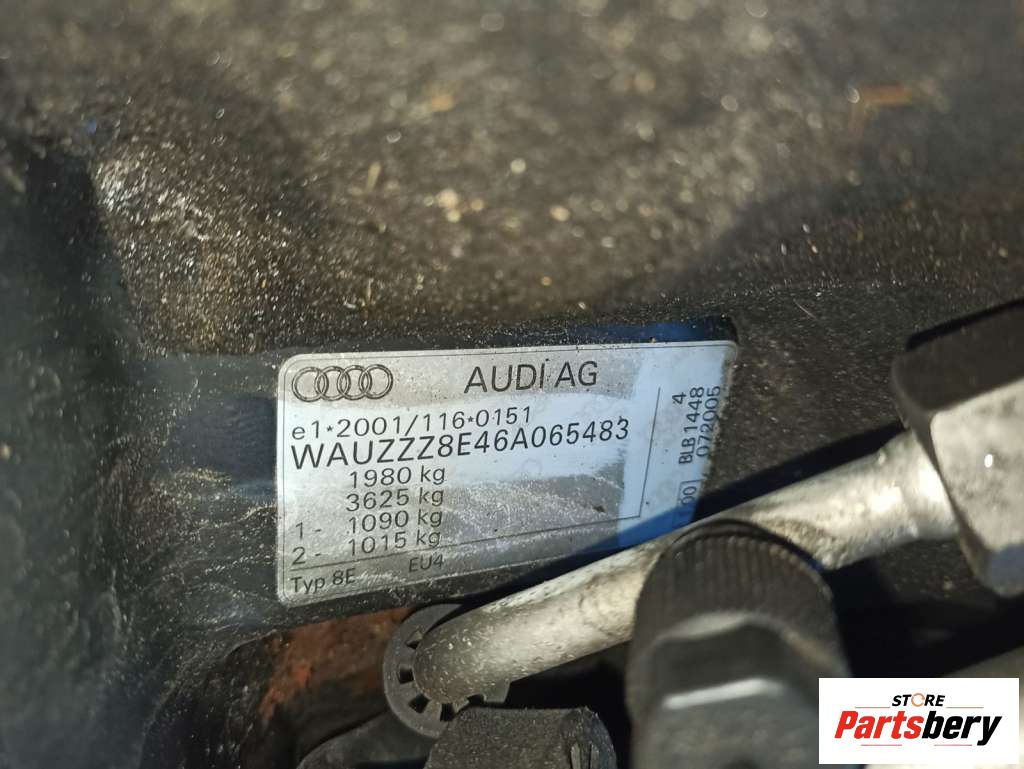 AUDI AG
e1*2001/116*0151
WAUZZZ8E46A065483
1980 kg
3625 kg
1- 1090 kg
2- 1015 kg
Typ 8E EU4
4
BLB1448
072005
STORE
Partsbery